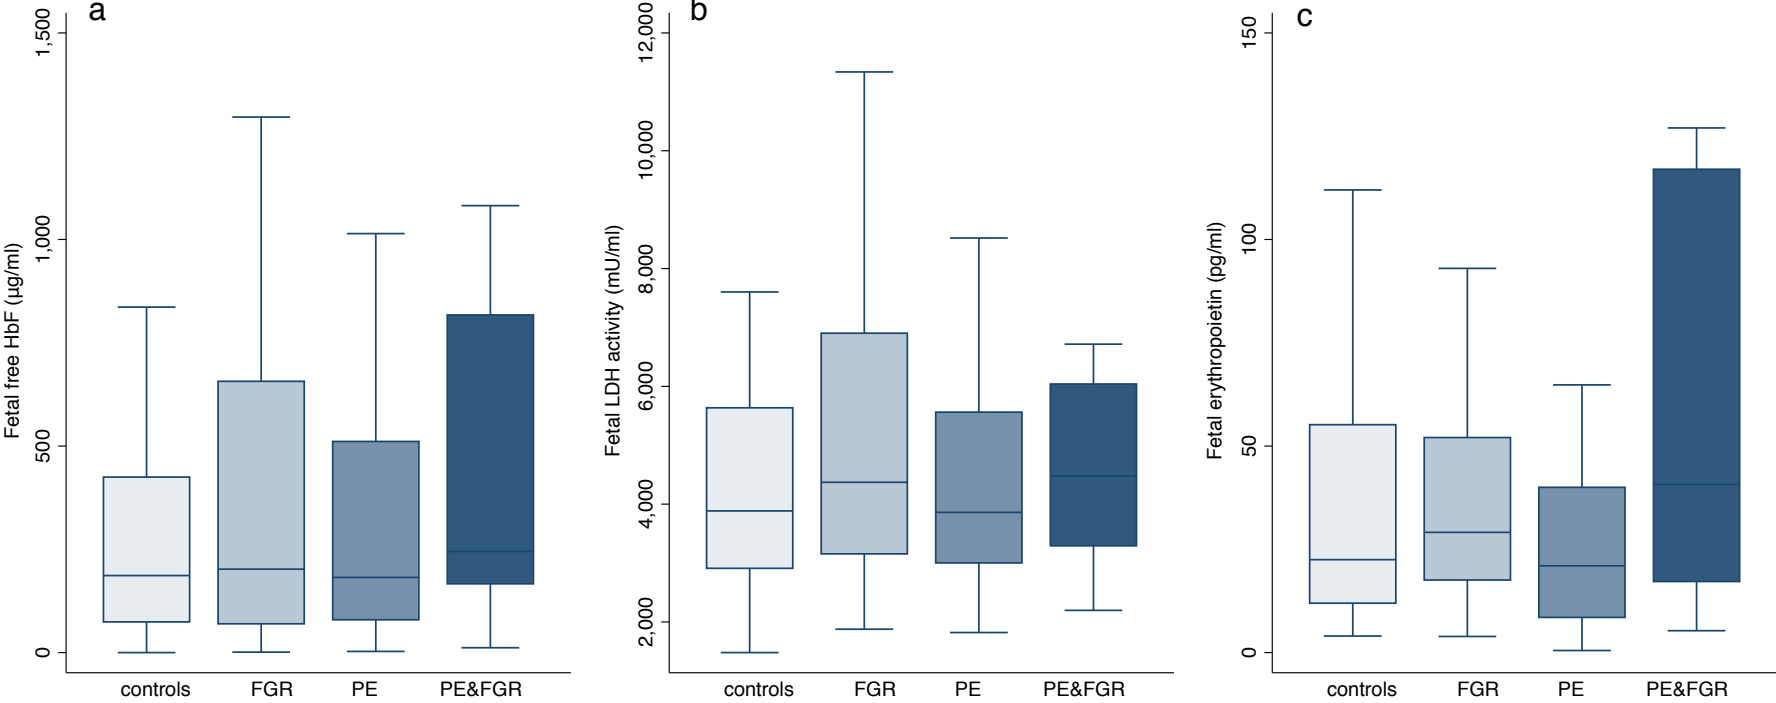 a
Fetal free HbF (µg/ml)
1,500
1,000
500
0
controls FGR PE PE&FGR
b
Fetal LDH activity (mU/ml)
12,000
10,000
8,000
6,000
4,000
2,000
controls FGR PE PE&FGR
c
Fetal erythropoietin (pg/ml)
150
100
50
0
controls FGR PE PE&FGR